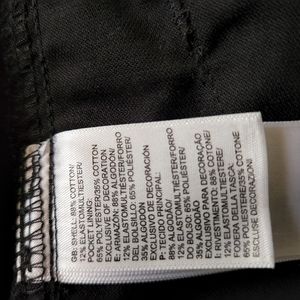 GB: SHELL: 88% COTTON/
12% ELASTOMULTIESTER/
POCKET LINING:
65% POLYESTER/35% COTTON
EXCLUSIVE OF DECORATION
E: ARMAZÓN: 88% ALGODÓN/
12% ELASTOMULTIÉSTER/FORRO
DEL BOLSILLO: 65% POLIÉSTER/
35% ALGODÓN
EXCLUSIVO DE DECORACIÓN
P: TECIDO PRINCIPAL:
88% ALGODÃO/
12% ELASTOMULTIESTER/FORRO
DO BOLSO: 65% POLIÉSTER/
35% ALGODÃO
EXCLUSIVO DA DECORAÇÃO
I: RIVESTIMENTO: 88% COTONE/
12% ELASTOMULTIESTERE/
FODERA DELLA TASCA:
65% POLIESTERE/35% COTONE
ESCLUSE DECORAZIONI